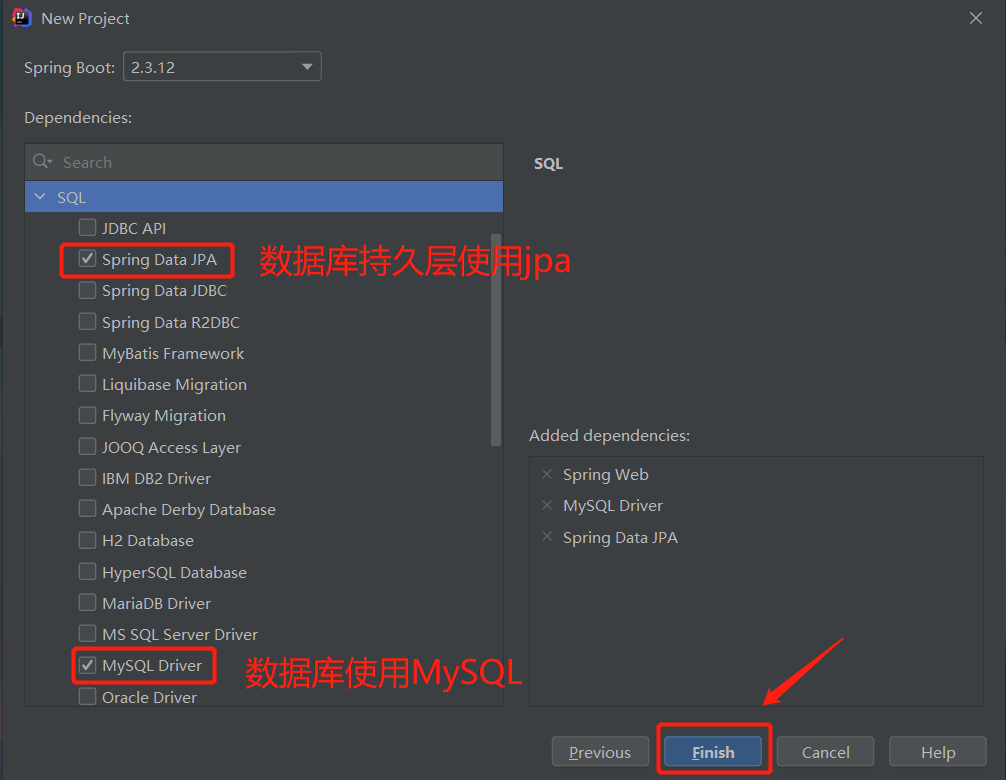 New Project
Spring Boot: 2.3.12
Dependencies:
Search
SQL
SQL
JDBC API
Spring Data JPA 数据库持久层使用jpa
Spring Data JDBC
Spring Data R2DBC
MyBatis Framework
Liquibase Migration
Flyway Migration
JOOQ Access Layer
IBM DB2 Driver
Apache Derby Database
H2 Database
HyperSQL Database
MariaDB Driver
MS SQL Server Driver
MySQL Driver 数据库使用MySQL
Oracle Driver
Added dependencies:
Spring Web
MySQL Driver
Spring Data JPA
Previous Finish Cancel Help